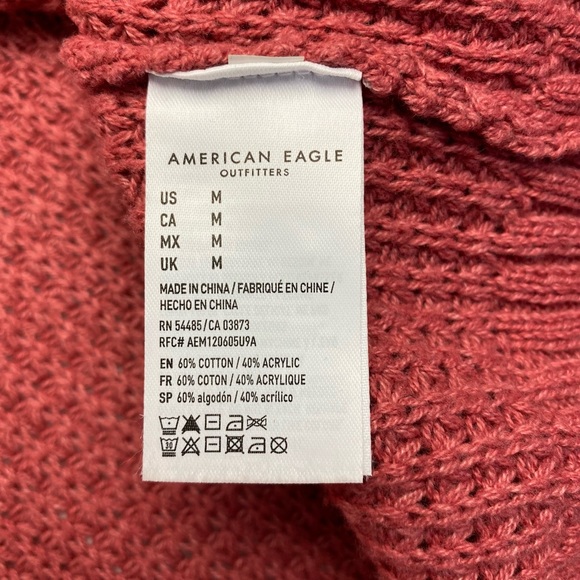 AMERICAN EAGLE
OUTFITTERS
US M
CA M
MX M
UK M
MADE IN CHINA / FABRIQUÉ EN CHINE /
HECHO EN CHINA
RN 54485 / CA 03873
RFC# AEM120605U9A
EN 60% COTTON / 40% ACRYLIC
FR 60% COTON / 40% ACRYLIQUE
SP 60% algodón / 40% acrílico
30